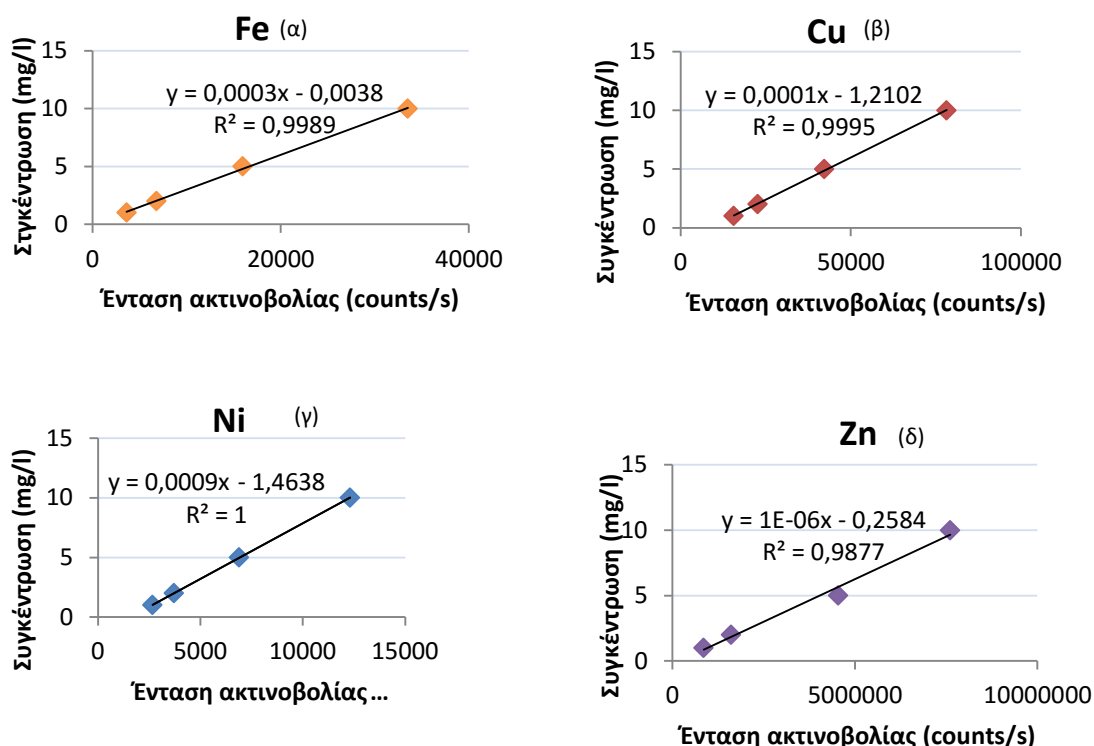 Fe (α)
Στγκέντρωση (mg/l)
15
10
5
0
y = 0,0003x - 0,0038
R² = 0,9989
0 20000 40000
Ένταση ακτινοβολίας (counts/s)
Cu (β)
Συγκέντρωση (mg/l)
15
10
5
0
y = 0,0001x - 1,2102
R² = 0,9995
0 50000 100000
Ένταση ακτινοβολίας (counts/s)
Ni (γ)
Συγκέντρωση (mg/l)
15
10
5
0
y = 0,0009x - 1,4638
R² = 1
0 5000 10000 15000
Ένταση ακτινοβολίας...
Zn (δ)
Συγκέντρωση (mg/l)
15
10
5
0
y = 1E-06x - 0,2584
R² = 0,9877
0 5000000 10000000
Ένταση ακτινοβολίας (counts/s)